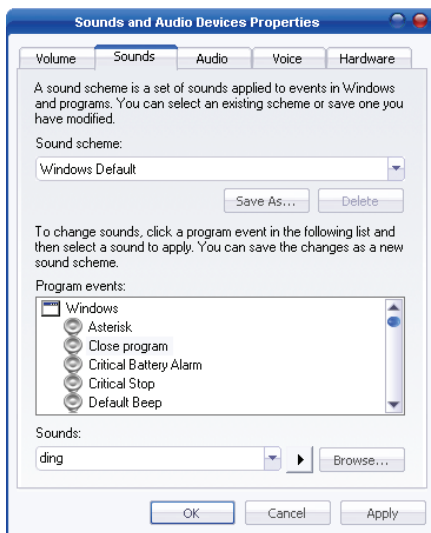 Sounds and Audio Devices Properties
Volume Sounds Audio Voice Hardware
A sound scheme is a set of sounds applied to events in Windows
and programs. You can select an existing scheme or save one you
have modified.
Sound scheme:
Windows Default
Save As... Delete
To change sounds, click a program event in the following list and
then select a sound to apply. You can save the changes as a new
sound scheme.
Program events:
Windows
Asterisk
Close program
Critical Battery Alarm
Critical Stop
Default Beep
Sounds:
ding Browse...
OK Cancel Apply